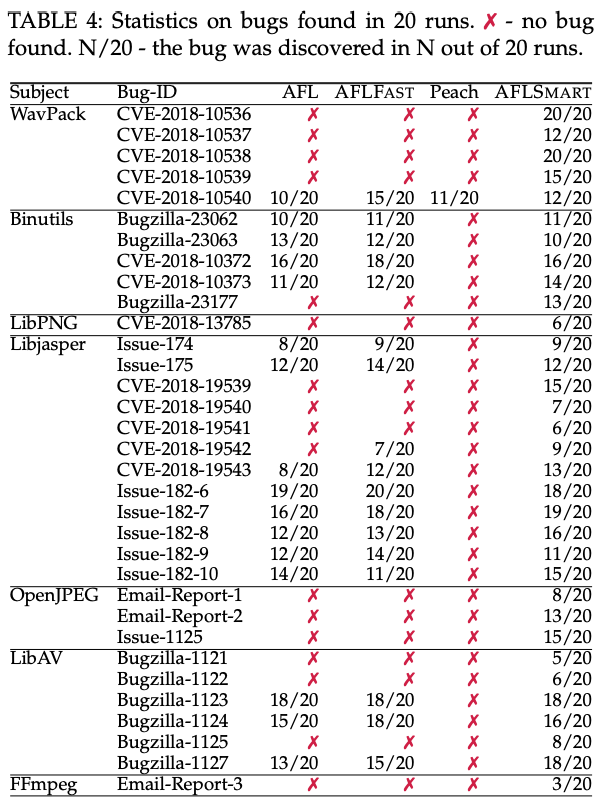 TABLE 4: Statistics on bugs found in 20 runs. ✗ - no bug
found. N/20 - the bug was discovered in N out of 20 runs.
Subject Bug-ID AFL AFLFAST Peach AFLSMART
WavPack CVE-2018-10536 ✗ ✗ ✗ 20/20
CVE-2018-10537 ✗ ✗ ✗ 12/20
CVE-2018-10538 ✗ ✗ ✗ 20/20
CVE-2018-10539 ✗ ✗ ✗ 15/20
CVE-2018-10540 10/20 15/20 11/20 12/20
Binutils Bugzilla-23062 10/20 11/20 ✗ 11/20
Bugzilla-23063 13/20 12/20 ✗ 10/20
CVE-2018-10372 16/20 18/20 ✗ 16/20
CVE-2018-10373 11/20 12/20 ✗ 14/20
Bugzilla-23177 ✗ ✗ ✗ 13/20
LibPNG CVE-2018-13785 ✗ ✗ ✗ 6/20
Libjasper Issue-174 8/20 9/20 ✗ 9/20
Issue-175 12/20 14/20 ✗ 12/20
CVE-2018-19539 ✗ ✗ ✗ 15/20
CVE-2018-19540 ✗ ✗ ✗ 7/20
CVE-2018-19541 ✗ ✗ ✗ 6/20
CVE-2018-19542 ✗ 7/20 ✗ 9/20
CVE-2018-19543 8/20 12/20 ✗ 13/20
Issue-182-6 19/20 20/20 ✗ 18/20
Issue-182-7 16/20 18/20 ✗ 19/20
Issue-182-8 12/20 13/20 ✗ 16/20
Issue-182-9 12/20 14/20 ✗ 11/20
Issue-182-10 14/20 11/20 ✗ 15/20
OpenJPEG Email-Report-1 ✗ ✗ ✗ 8/20
Email-Report-2 ✗ ✗ ✗ 13/20
Issue-1125 ✗ ✗ ✗ 15/20
LibAV Bugzilla-1121 ✗ ✗ ✗ 5/20
Bugzilla-1122 ✗ ✗ ✗ 6/20
Bugzilla-1123 18/20 18/20 ✗ 18/20
Bugzilla-1124 15/20 18/20 ✗ 16/20
Bugzilla-1125 ✗ ✗ ✗ 8/20
Bugzilla-1127 13/20 15/20 ✗ 18/20
FFmpeg Email-Report-3 ✗ ✗ ✗ 3/20